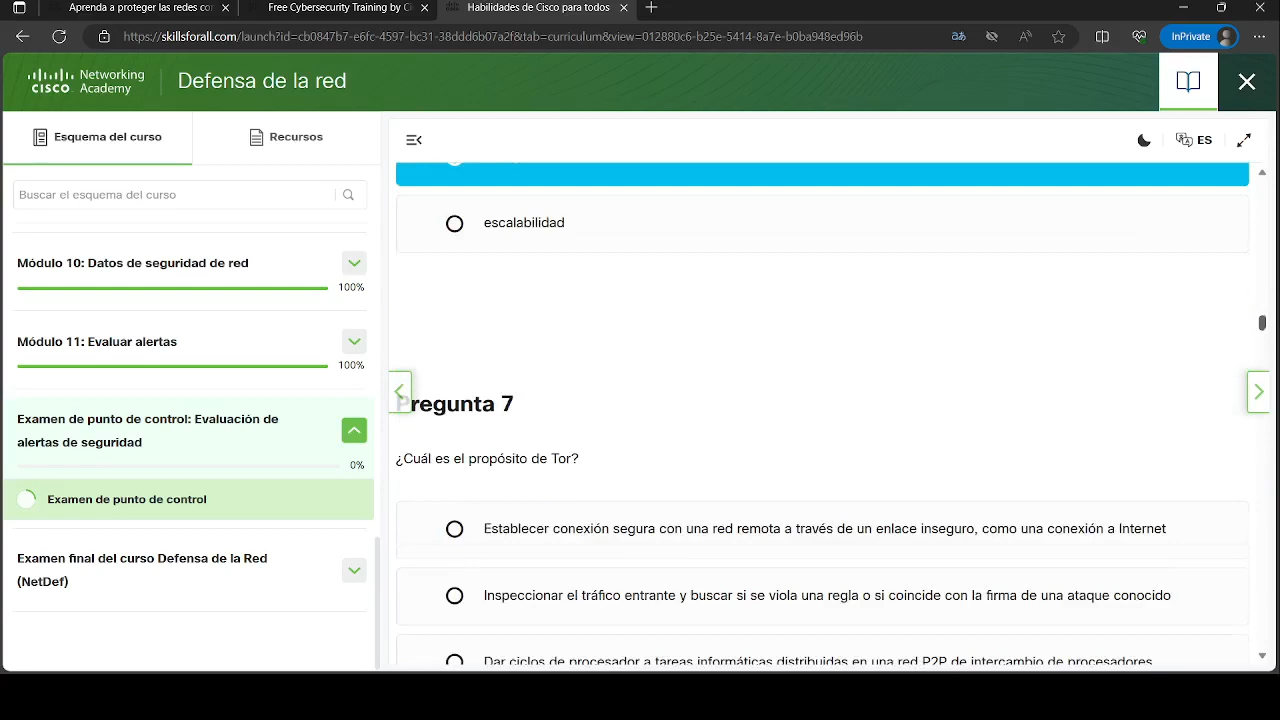 Aprenda a proteger las redes cor
Free Cybersecurity Training by Ci
Habilidades de Cisco para todos
https://skillsforall.com/launch?id=cb0847b7-e6fc-4597-bc31-38ddd6b07a2f&tab=curriculum&view=012880c6-b25e-5414-8a7e-b0ba948ed96b
InPrivate
Networking
CISCO Academy
Defensa de la red
Esquema del curso
Recursos
ES
Buscar el esquema del curso
escalabilidad
Módulo 10: Datos de seguridad de red
100%
Módulo 11: Evaluar alertas
100%
Examen de punto de control: Evaluación de
alertas de seguridad
0%
Examen de punto de control
Examen final del curso Defensa de la Red
(NetDef)
Pregunta 7
¿Cuál es el propósito de Tor?
Establecer conexión segura con una red remota a través de un enlace inseguro, como una conexión a Internet
Inspeccionar el tráfico entrante y buscar si se viola una regla o si coincide con la firma de una ataque conocido
Dar ciclos de procesador a tareas informáticas distribuidas en una red P2P de intercambio de procesadores